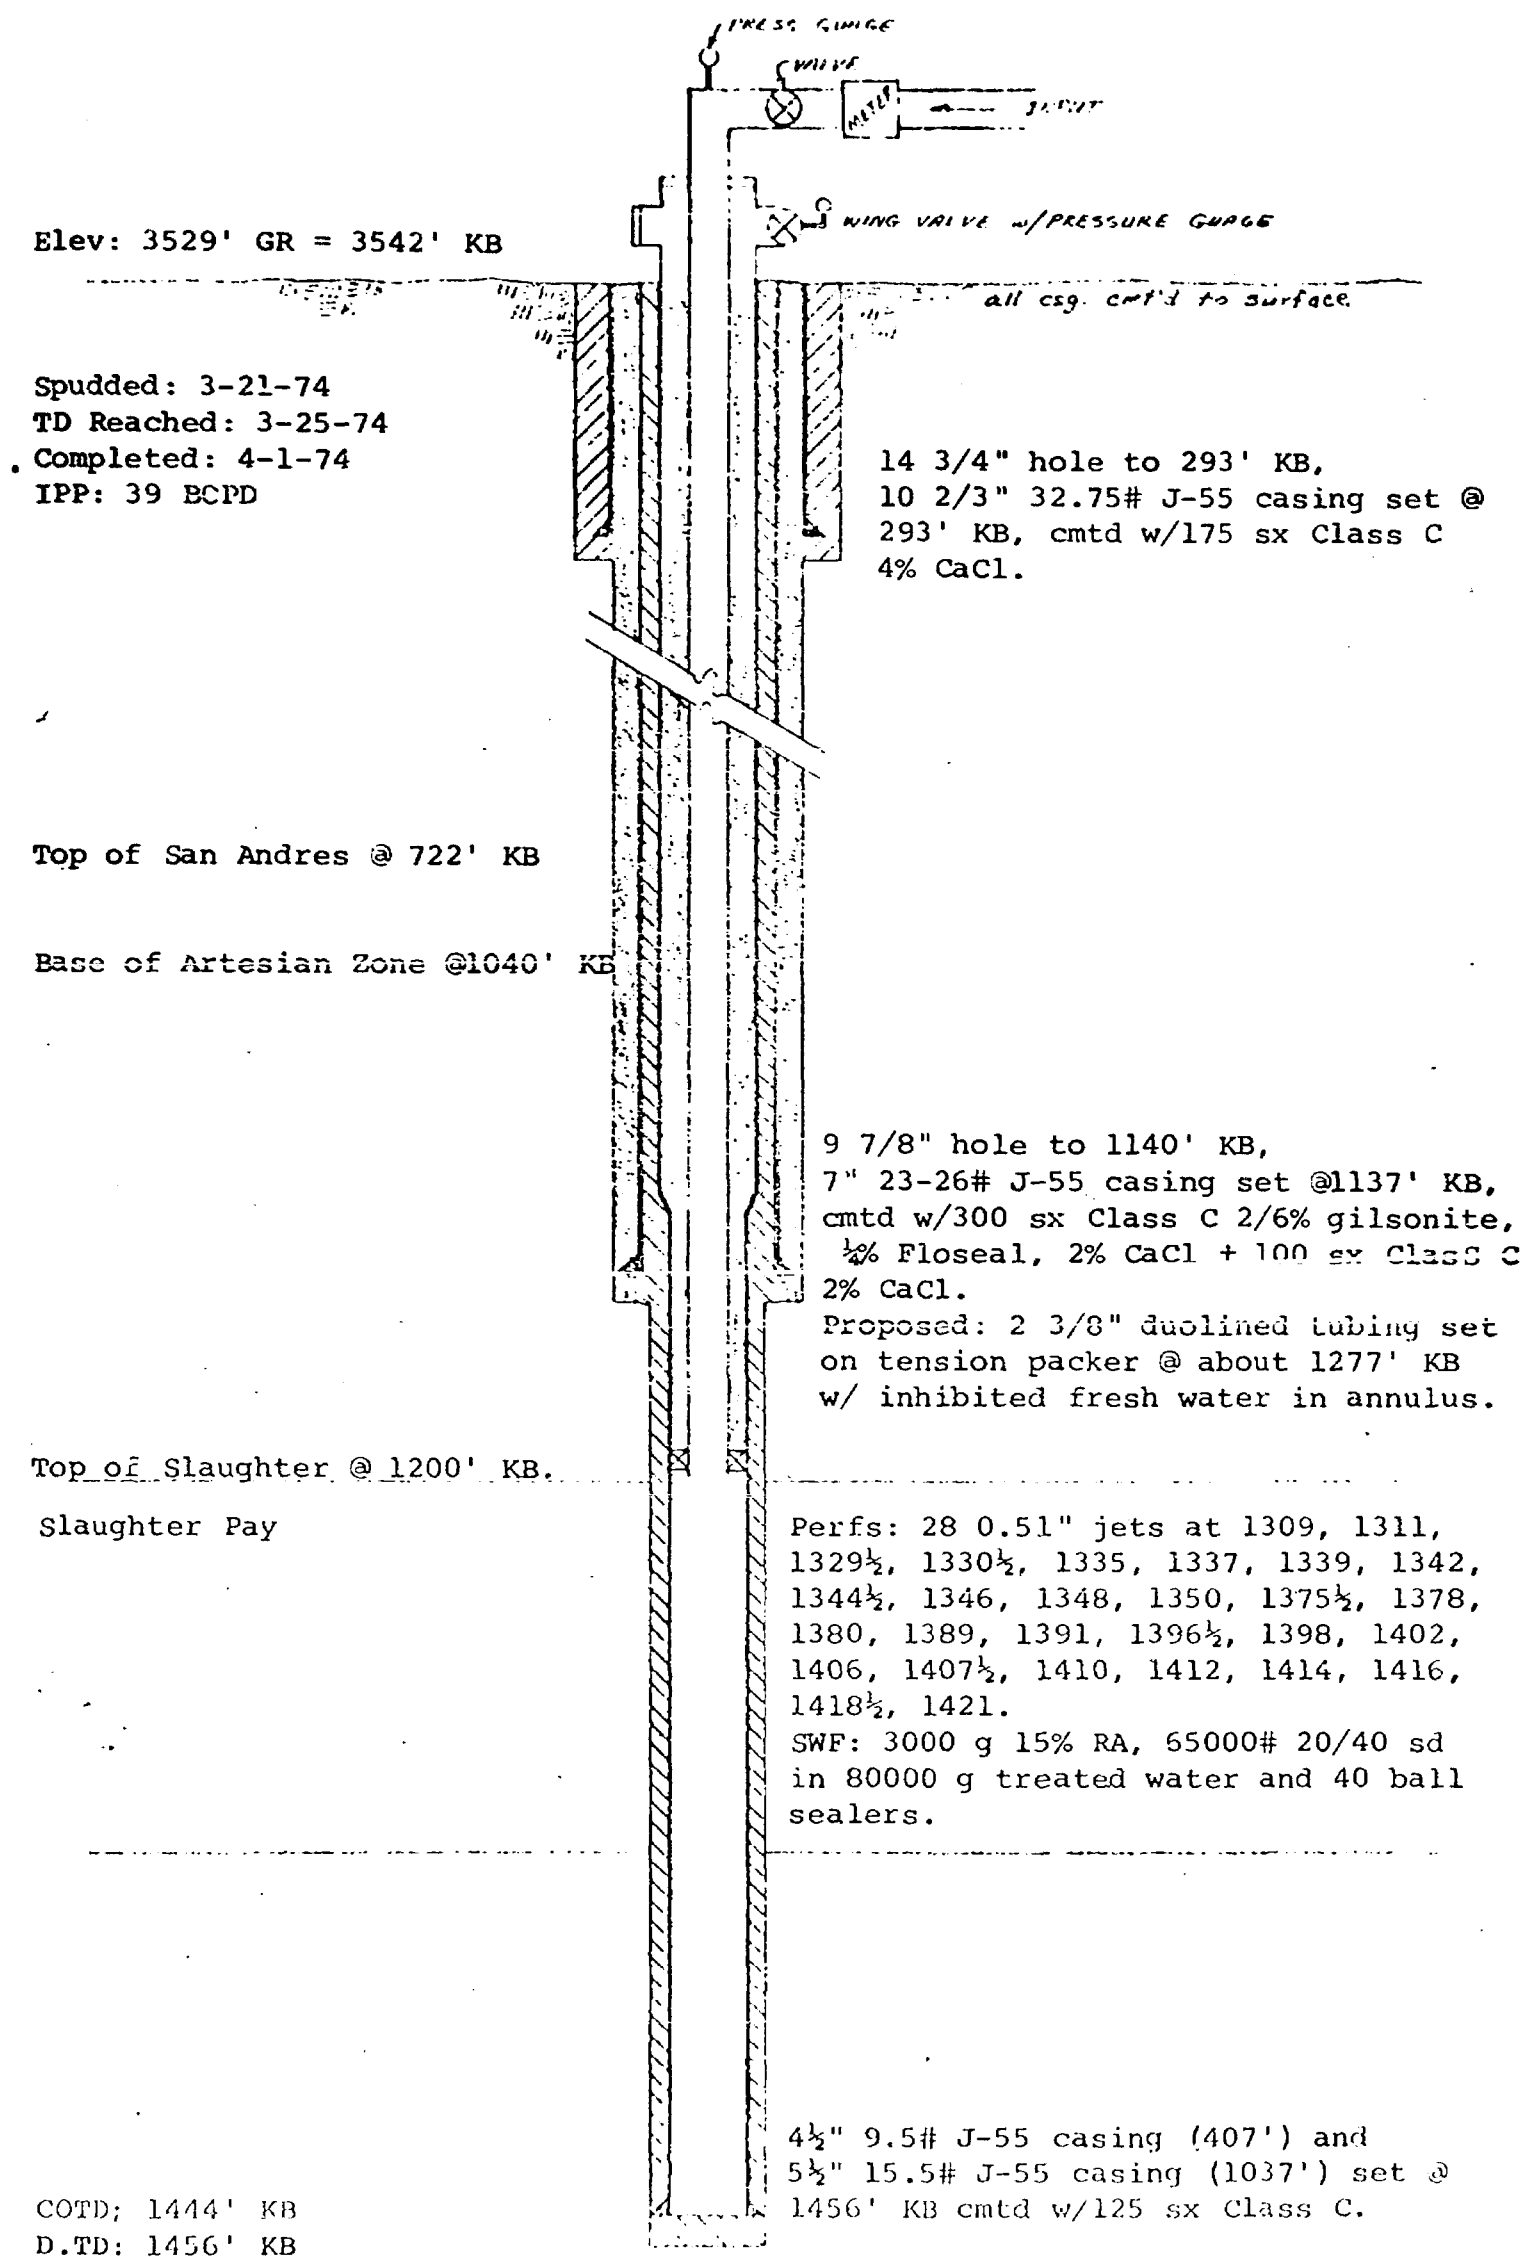 PRESS GUAGE
VALVE
METER
WING VALVE w/PRESSURE GUAGE
Elev: 3529' GR = 3542' KB
all csg. cmt'd to surface
Spudded: 3-21-74
TD Reached: 3-25-74
Completed: 4-1-74
IPP: 39 BOPD
14 3/4" hole to 293' KB,
10 2/3" 32.75# J-55 casing set @
293' KB, cmtd w/175 sx Class C
4% CaCl.
Top of San Andres @ 722' KB
Base of Artesian Zone @1040' KB
9 7/8" hole to 1140' KB,
7" 23-26# J-55 casing set @1137' KB,
cmtd w/300 sx Class C 2/6% gilsonite,
¼% Floseal, 2% CaCl + 100 sx Class C
2% CaCl.
Proposed: 2 3/8" duolined tubing set
on tension packer @ about 1277' KB
w/ inhibited fresh water in annulus.
Top of Slaughter @ 1200' KB.
Slaughter Pay
Perfs: 28 0.51" jets at 1309, 1311,
1329½, 1330½, 1335, 1337, 1339, 1342,
1344½, 1346, 1348, 1350, 1375½, 1378,
1380, 1389, 1391, 1396½, 1398, 1402,
1406, 1407½, 1410, 1412, 1414, 1416,
1418½, 1421.
SWF: 3000 g 15% RA, 65000# 20/40 sd
in 80000 g treated water and 40 ball
sealers.
4½" 9.5# J-55 casing (407') and
5½" 15.5# J-55 casing (1037') set @
1456' KB cmtd w/125 sx Class C.
COTD; 1444' KB
D.TD: 1456' KB